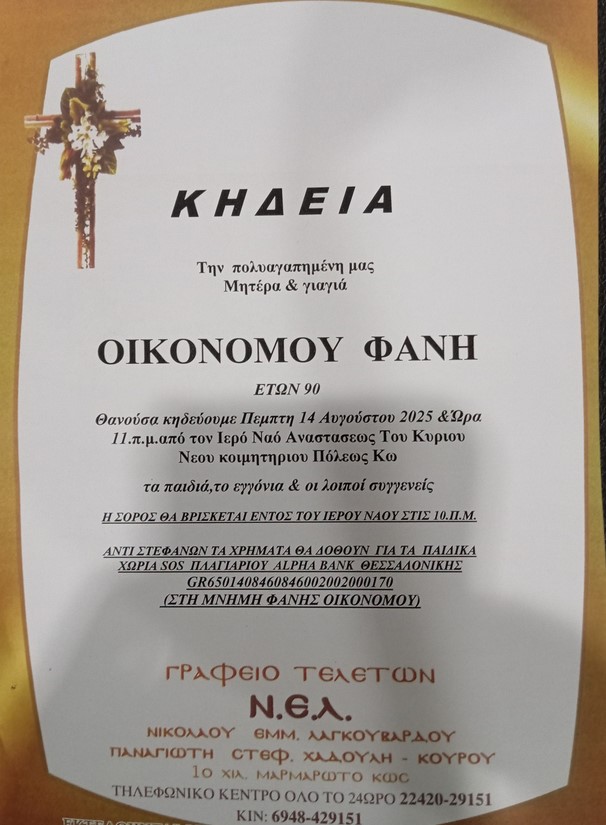 ΚΗΔΕΙΑ
Την πολυαγαπημένη μας
Μητέρα & γιαγιά
ΟΙΚΟΝΟΜΟΥ ΦΑΝΗ
ΕΤΩΝ 90
Θανούσα κηδεύουμε Πεμπτη 14 Αυγούστου 2025 &Ώρα
11.π.μ.από τον Ιερό Ναό Αναστασεως Του Κυριου
Νεου κοιμητηριου Πόλεως Κω
τα παιδιά,το εγγόνια & οι λοιποί συγγενείς
Η ΣΟΡΟΣ ΘΑ ΒΡΙΣΚΕΤΑΙ ΕΝΤΟΣ ΤΟΥ ΙΕΡΟΥ ΝΑΟΥ ΣΤΙΣ 10.Π.Μ.
ΑΝΤΙ ΣΤΕΦΑΝΩΝ ΤΑ ΧΡΗΜΑΤΑ ΘΑ ΔΟΘΟΥΝ ΓΙΑ ΤΑ ΠΑΙΔΙΚΑ
ΧΩΡΙΑ SOS ΠΛΑΓΙΑΡΙΟΥ ALPHA BANK ΘΕΣΣΑΛΟΝΙΚΗΣ
GR6501408460846002002000170
(ΣΤΗ ΜΝΗΜΗ ΦΑΝΗΣ ΟΙΚΟΝΟΜΟΥ)
ΓΡΑΦΕΙΟ ΤΕΛΕΤΩΝ
Ν.Ε.Λ.
ΝΙΚΟΛΑΟΥ ΕΜΜ. ΛΑΓΚΟΥΒΑΡΔΟΥ
ΠΑΝΑΓΙΩΤΗ ΣΤΕΦ. ΧΑΔΟΥΛΗ - ΚΟΥΡΟΥ
1ο ΧΙΛ. ΜΑΡΜΑΡΩΤΟ ΚΩΣ
ΤΗΛΕΦΩΝΙΚΟ ΚΕΝΤΡΟ ΟΛΟ ΤΟ 24ΩΡΟ 22420-29151
ΚΙΝ: 6948-429151